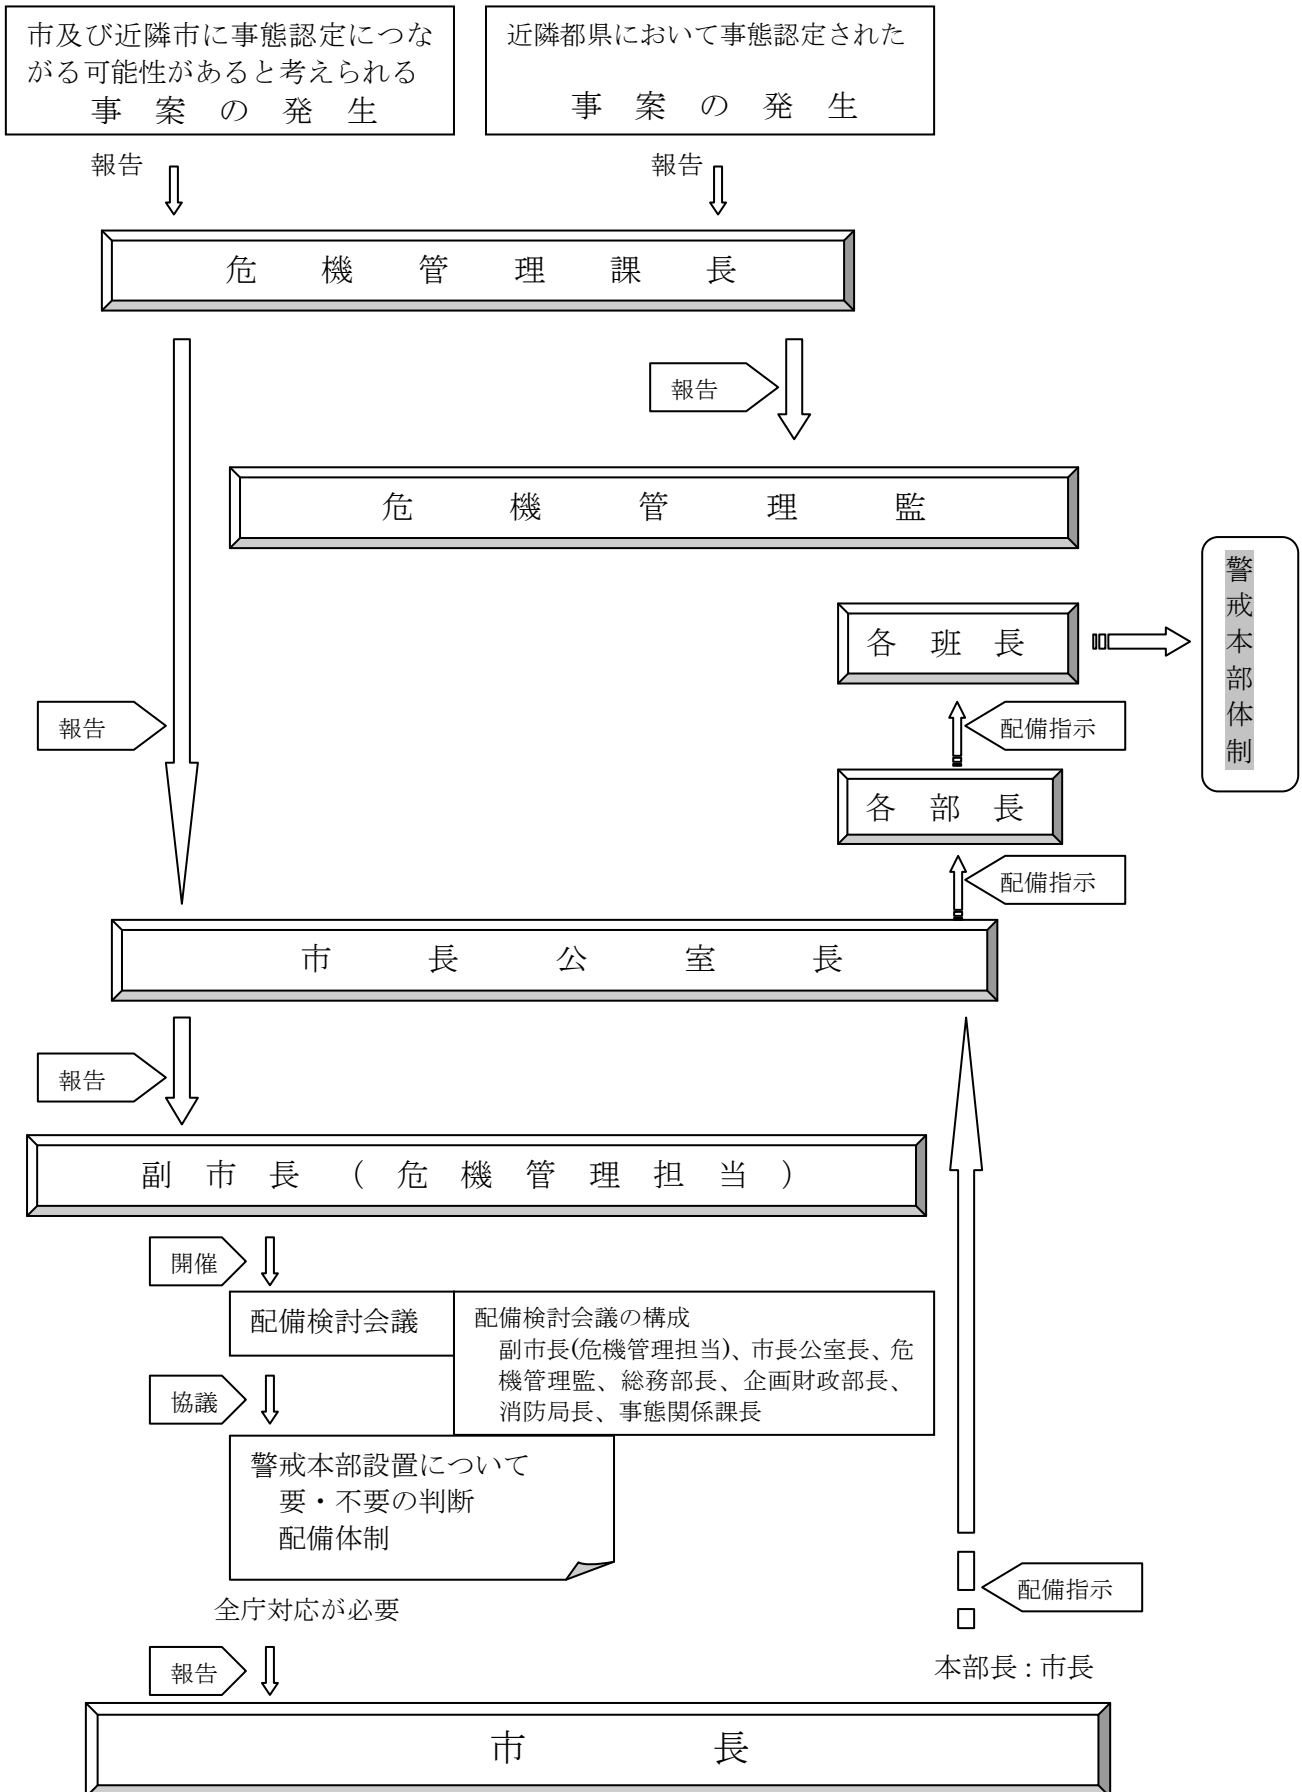 市及び近隣市に事態認定につな
がる可能性があると考えられる
事案の発生
近隣都県において事態認定された
事案の発生
報告
報告
危機管理課長
報告
危機管理監
警戒本部体制
各班長
報告
配備指示
各部長
配備指示
市長公室長
報告
副市長(危機管理担当)
開催
配備検討会議
配備検討会議の構成
副市長(危機管理担当)、市長公室長、危
機管理監、総務部長、企画財政部長、
消防局長、事態関係課長
協議
警戒本部設置について
要・不要の判断
配備体制
配備指示
全庁対応が必要
報告
本部長:市長
市長